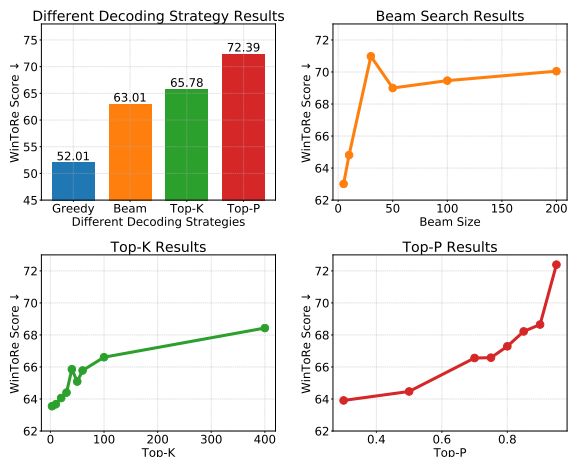 Different Decoding Strategy Results
WinToRe Score ↓
75
70
65
60
55
50
45
52.01
63.01
65.78
72.39
Greedy Beam Top-K Top-P
Different Decoding Strategies
Beam Search Results
WinToRe Score ↓
72
70
68
66
64
62
0 50 100 150 200
Beam Size
Top-K Results
WinToRe Score ↓
72
70
68
66
64
62
0 100 200 300 400
Top-K
Top-P Results
WinToRe Score ↓
72
70
68
66
64
62
0.4 0.6 0.8
Top-P